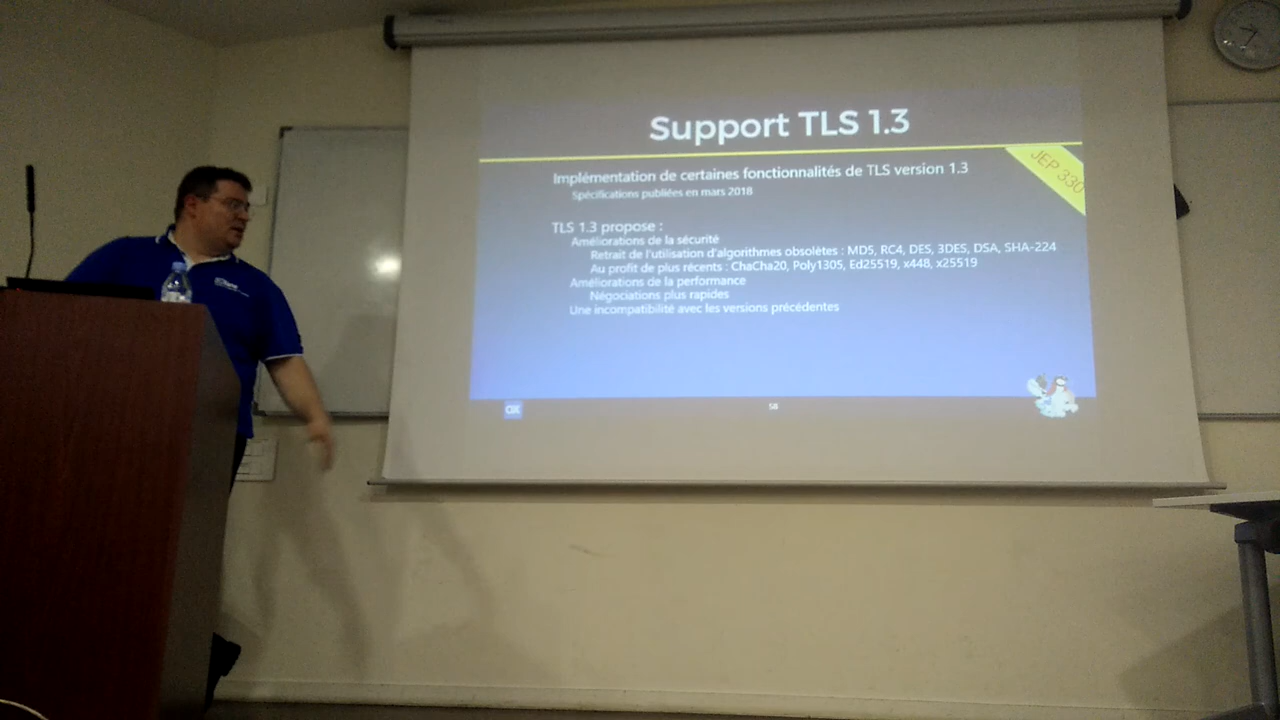 Support TLS 1.3
JEP 330
Implémentation de certaines fonctionnalités de TLS version 1.3
Spécifications publiées en mars 2018
TLS 1.3 propose :
Améliorations de la sécurité
Retrait de l'utilisation d'algorithmes obsolètes : MD5, RC4, DES, 3DES, DSA, SHA-224
Au profit de plus récents : ChaCha20, Poly1305, Ed25519, x448, x25519
Améliorations de la performance
Négociations plus rapides
Une incompatibilité avec les versions précédentes
58